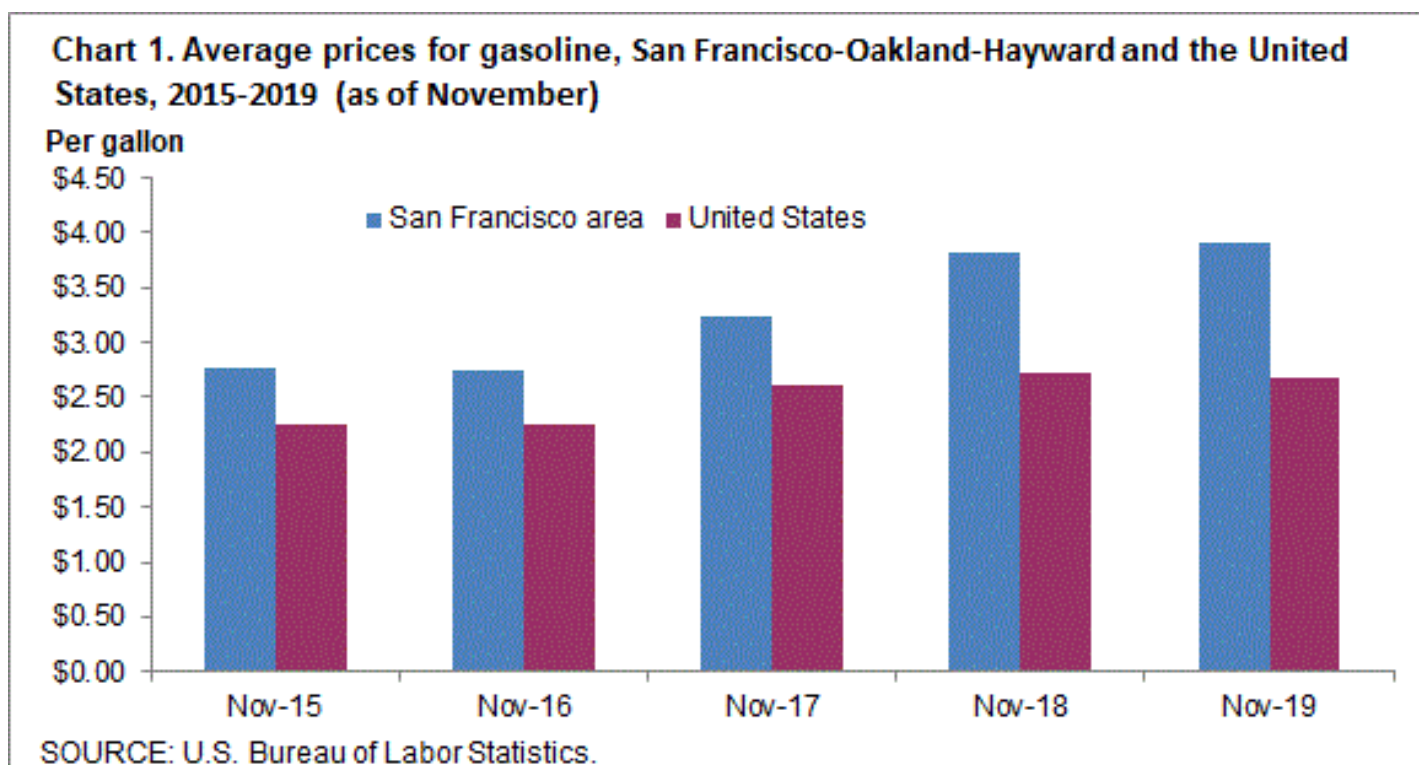 Chart 1. Average prices for gasoline, San Francisco-Oakland-Hayward and the United
States, 2015-2019 (as of November)
Per gallon
$4.50
San Francisco area United States
$4.00
$3.50
$3.00
$2.50
$2.00
$1.50
$1.00
$0.50
$0.00
Nov-15 Nov-16 Nov-17 Nov-18 Nov-19
SOURCE: U.S. Bureau of Labor Statistics.